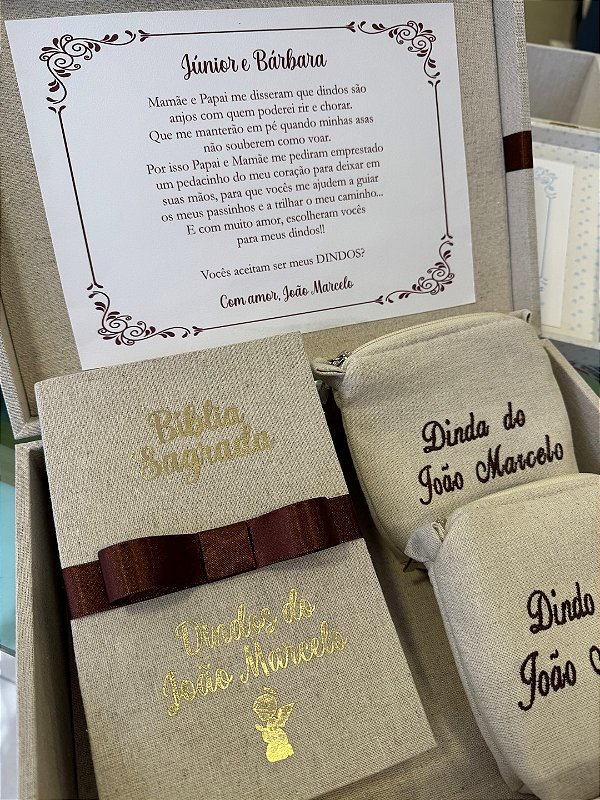 Júnior e Bárbara
Mamãe e Papai me disseram que dindos são
anjos com quem poderei rir e chorar.
Que me manterão em pé quando minhas asas
não souberem como voar.
Por isso Papai e Mamãe me pediram emprestado
um pedacinho do meu coração para deixar em
suas mãos, para que vocês me ajudem a guiar
os meus passinhos e a trilhar o meu caminho...
E com muito amor, escolheram vocês
para meus dindos!!
Vocês aceitam ser meus DINDOS?
Com amor, João Marcelo
Bíblia
Sagrada
Dindos do
João Marcelo
Dinda do
João Marcelo
Dindo
João